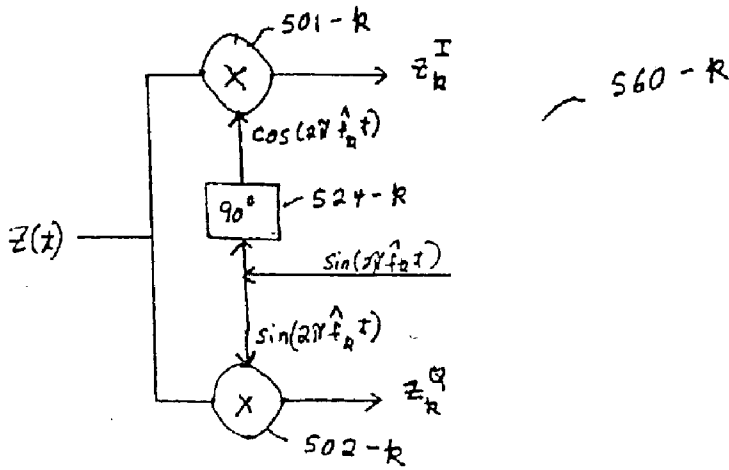 501-k
X
z_k^I
560-k
cos(2π f̂_k t)
90°
524-k
Z(t)
sin(2π f̂_k t)
sin(2π f̂_k t)
X
z_k^Q
502-k